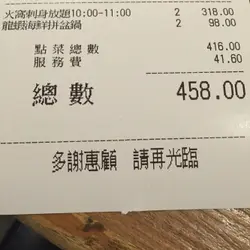 火窩刺身放題10:00-11:00 2 318.00
龍蝦海鮮拼盆鍋 2 98.00
點菜總數 416.00
服務費 41.60
總數 458.00
多謝惠顧 請再光臨